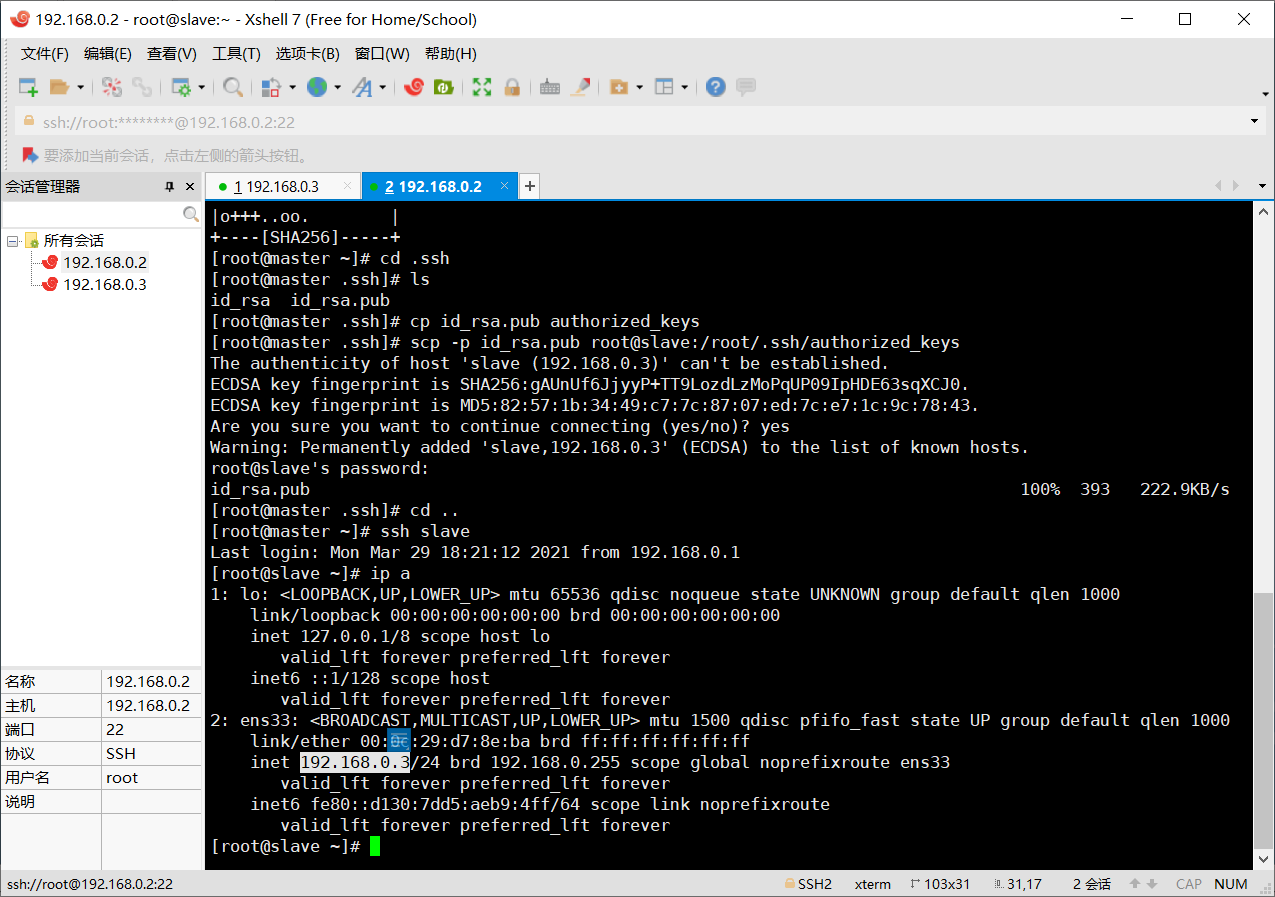 192.168.0.2 - root@slave:~ - Xshell 7 (Free for Home/School)
文件(F) 编辑(E) 查看(V) 工具(T) 选项卡(B) 窗口(W) 帮助(H)
ssh://root:********@192.168.0.2:22
要添加当前会话，点击左侧的箭头按钮。
会话管理器
所有会话
192.168.0.2
192.168.0.3
名称 192.168.0.2
主机 192.168.0.2
端口 22
协议 SSH
用户名 root
说明
1 192.168.0.3
2 192.168.0.2
|o+++..oo.         |
+----[SHA256]-----+
[root@master ~]# cd .ssh
[root@master .ssh]# ls
id_rsa  id_rsa.pub
[root@master .ssh]# cp id_rsa.pub authorized_keys
[root@master .ssh]# scp -p id_rsa.pub root@slave:/root/.ssh/authorized_keys
The authenticity of host 'slave (192.168.0.3)' can't be established.
ECDSA key fingerprint is SHA256:gAUnUf6JjyyP+TT9LozdLzMoPqUP09IpHDE63sqXCJ0.
ECDSA key fingerprint is MD5:82:57:1b:34:49:c7:7c:87:07:ed:7c:e7:1c:9c:78:43.
Are you sure you want to continue connecting (yes/no)? yes
Warning: Permanently added 'slave,192.168.0.3' (ECDSA) to the list of known hosts.
root@slave's password:
id_rsa.pub 100% 393 222.9KB/s
[root@master .ssh]# cd ..
[root@master ~]# ssh slave
Last login: Mon Mar 29 18:21:12 2021 from 192.168.0.1
[root@slave ~]# ip a
1: lo: <LOOPBACK,UP,LOWER_UP> mtu 65536 qdisc noqueue state UNKNOWN group default qlen 1000
    link/loopback 00:00:00:00:00:00 brd 00:00:00:00:00:00
    inet 127.0.0.1/8 scope host lo
       valid_lft forever preferred_lft forever
    inet6 ::1/128 scope host
       valid_lft forever preferred_lft forever
2: ens33: <BROADCAST,MULTICAST,UP,LOWER_UP> mtu 1500 qdisc pfifo_fast state UP group default qlen 1000
    link/ether 00:0c:29:d7:8e:ba brd ff:ff:ff:ff:ff:ff
    inet 192.168.0.3/24 brd 192.168.0.255 scope global noprefixroute ens33
       valid_lft forever preferred_lft forever
    inet6 fe80::d130:7dd5:aeb9:4ff/64 scope link noprefixroute
       valid_lft forever preferred_lft forever
[root@slave ~]#
ssh://root@192.168.0.2:22 SSH2 xterm 103x31 31,17 2 会话 CAP NUM